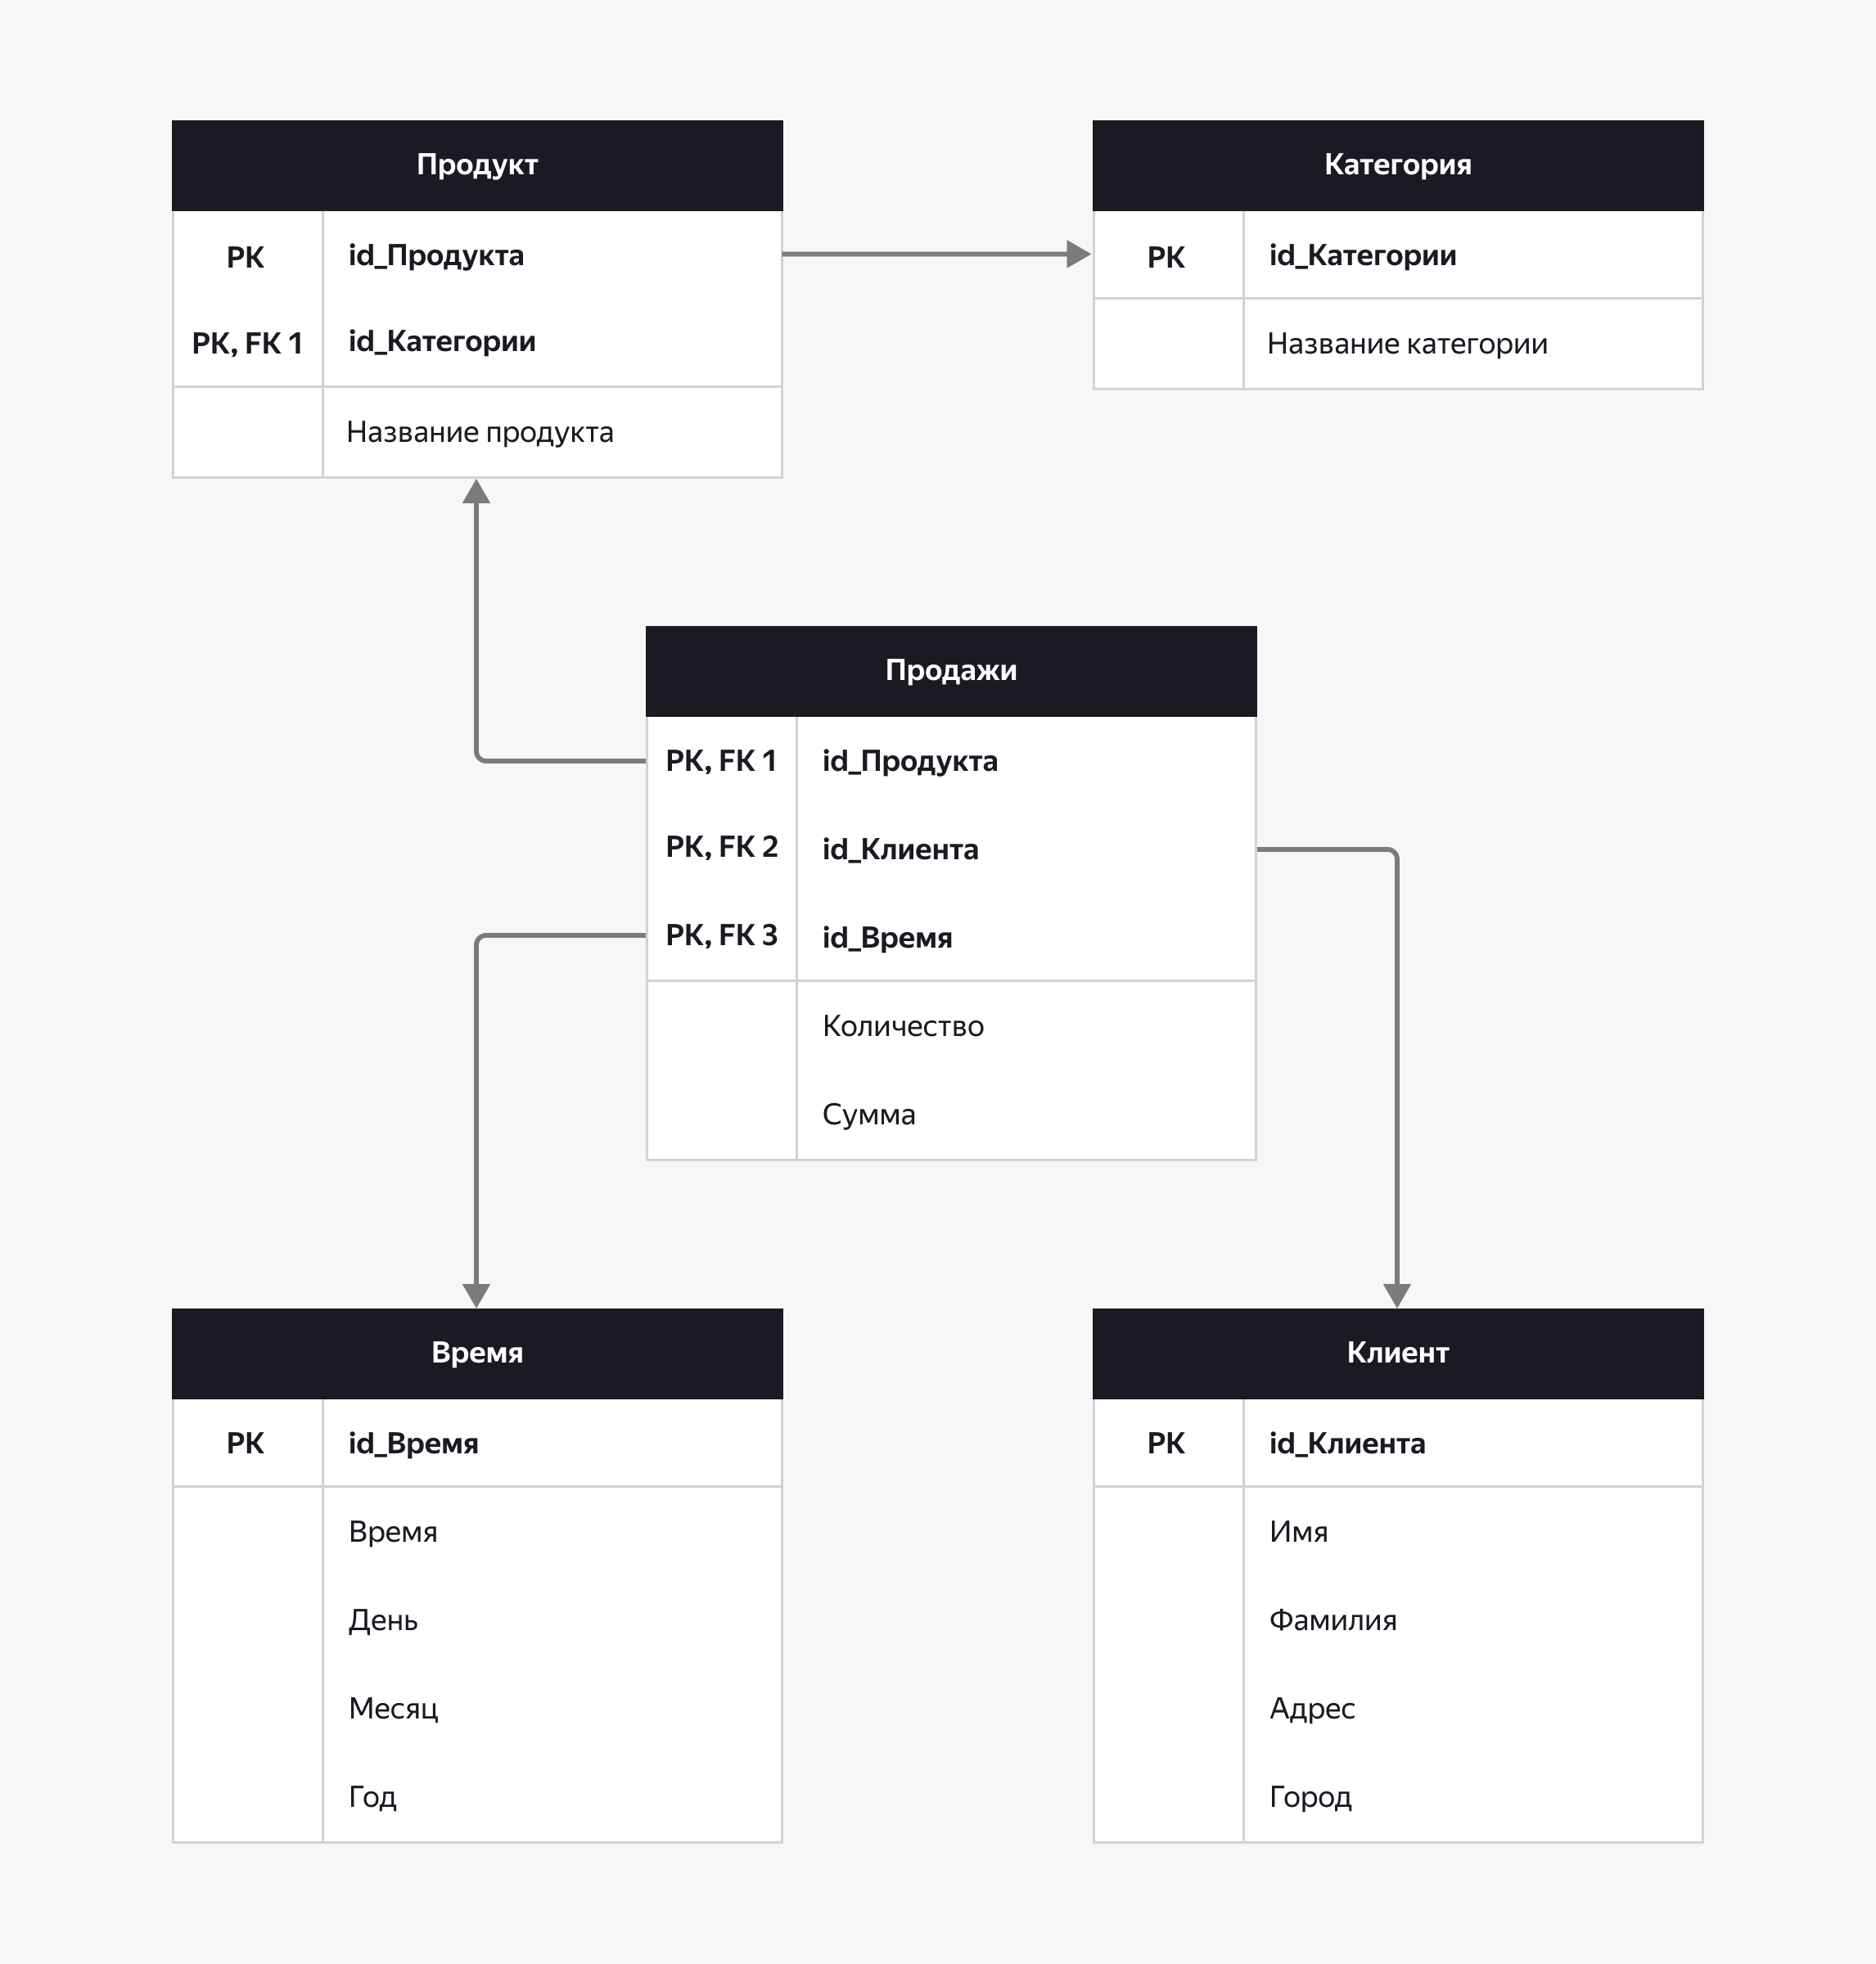 Продукт
PK id_Продукта
PK, FK 1 id_Категории
Название продукта
Категория
PK id_Категории
Название категории
Продажи
PK, FK 1 id_Продукта
PK, FK 2 id_Клиента
PK, FK 3 id_Время
Количество
Сумма
Время
PK id_Время
Время
День
Месяц
Год
Клиент
PK id_Клиента
Имя
Фамилия
Адрес
Город